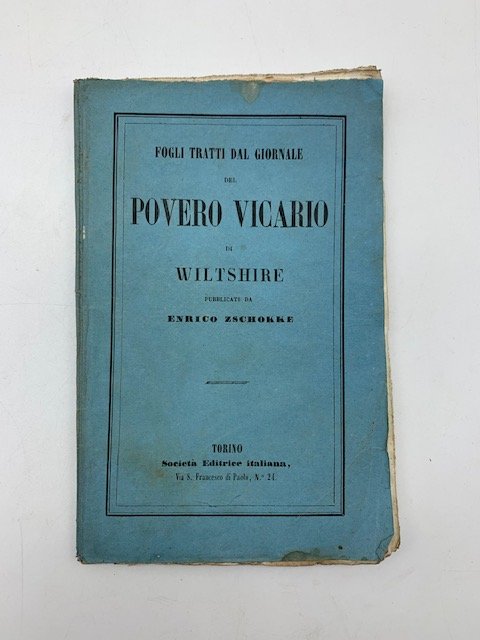 FOGLI TRATTI DAL GIORNALE
DEL
POVERO VICARIO
DI
WILTSHIRE
PUBBLICATI DA
ENRICO ZSCHOKKE
TORINO
Società Editrice italiana,
Via S. Francesco di Paola, N.º 24.